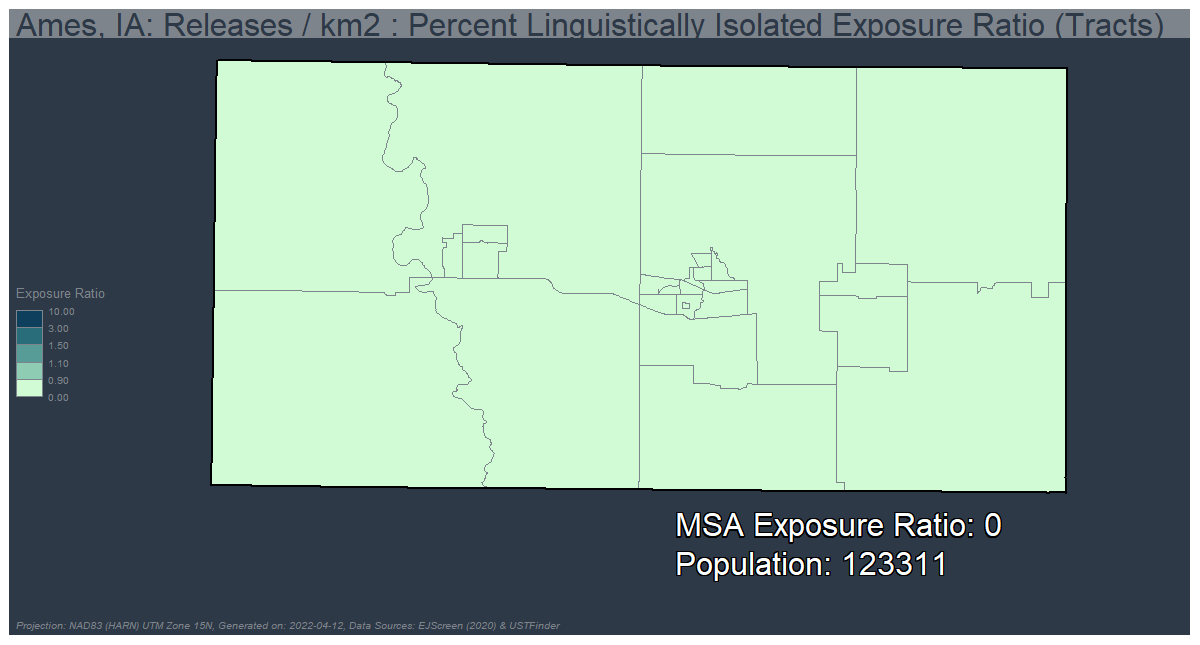 Ames, IA: Releases / km2 : Percent Linguistically Isolated Exposure Ratio (Tracts)
Exposure Ratio
10.00
3.00
1.50
1.10
0.90
0.00
MSA Exposure Ratio: 0
Population: 123311
Projection: NAD83 (HARN) UTM Zone 15N, Generated on: 2022-04-12, Data Sources: EJScreen (2020) & USTFinder